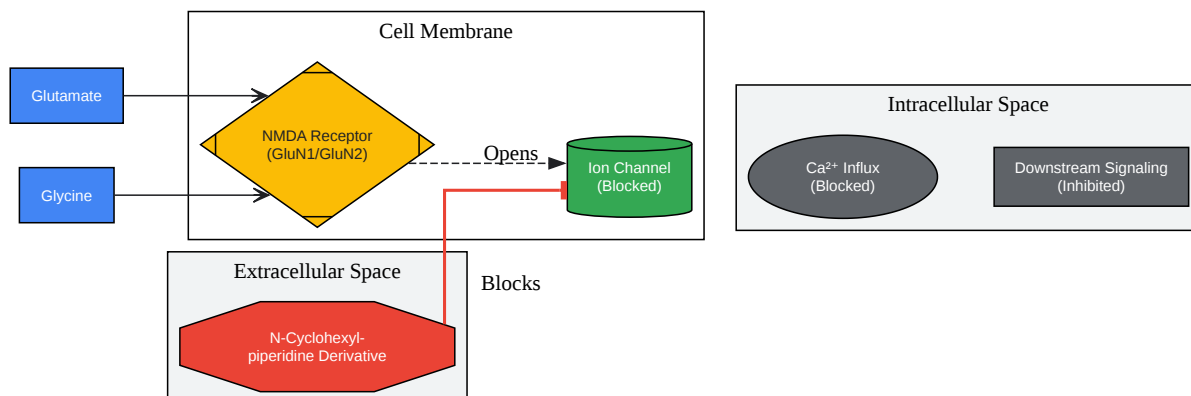 Cell Membrane
Glutamate
Glycine
NMDA Receptor
(GluN1/GluN2)
Opens
Ion Channel
(Blocked)
Intracellular Space
Ca²⁺ Influx
(Blocked)
Downstream Signaling
(Inhibited)
Extracellular Space
Blocks
N-Cyclohexyl-
piperidine Derivative